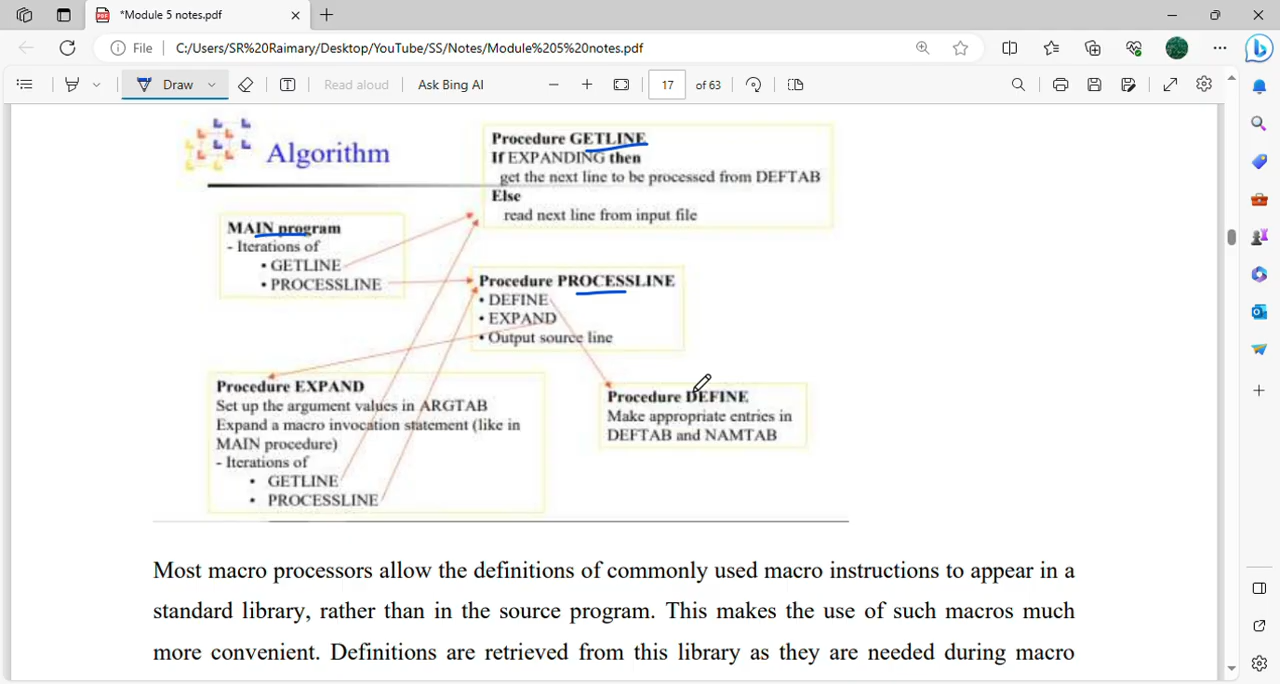 *Module 5 notes.pdf
File C:/Users/SR%20Raimary/Desktop/YouTube/SS/Notes/Module%205%20notes.pdf
Draw Read aloud Ask Bing AI 17 of 63
Algorithm
Procedure GETLINE
If EXPANDING then
get the next line to be processed from DEFTAB
Else
read next line from input file
MAIN program
- Iterations of
• GETLINE
• PROCESSLINE
Procedure PROCESSLINE
• DEFINE
• EXPAND
• Output source line
Procedure EXPAND
Set up the argument values in ARGTAB
Expand a macro invocation statement (like in
MAIN procedure)
- Iterations of
• GETLINE
• PROCESSLINE
Procedure DEFINE
Make appropriate entries in
DEFTAB and NAMTAB
Most macro processors allow the definitions of commonly used macro instructions to appear in a
standard library, rather than in the source program. This makes the use of such macros much
more convenient. Definitions are retrieved from this library as they are needed during macro